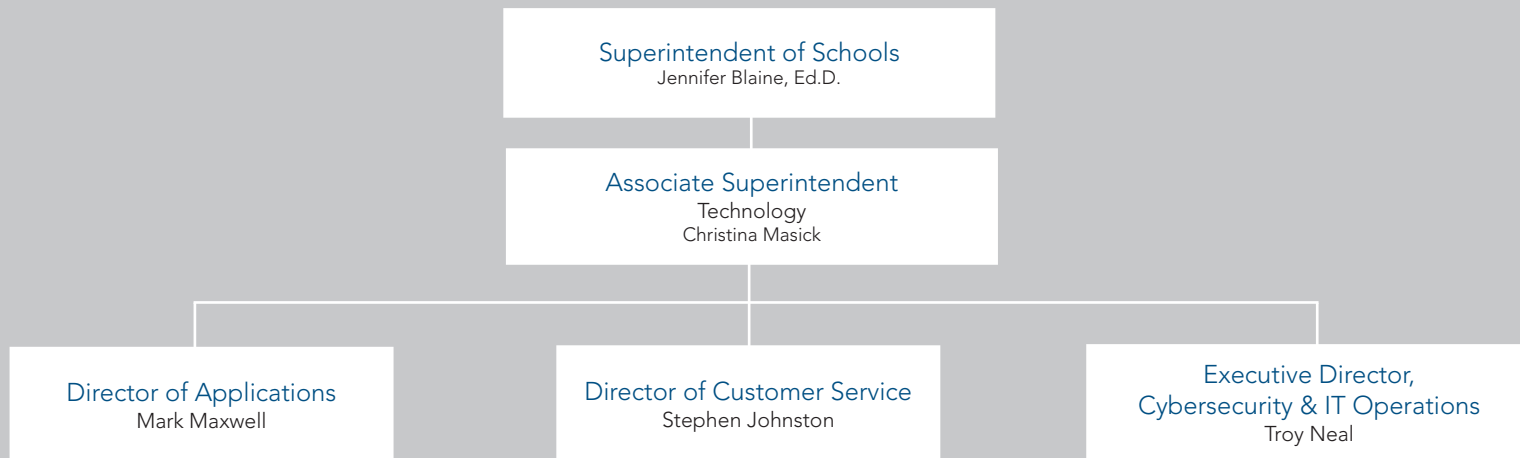 Superintendent of Schools
Jennifer Blaine, Ed.D.
Associate Superintendent
Technology
Christina Masick
Director of Applications
Mark Maxwell
Director of Customer Service
Stephen Johnston
Executive Director,
Cybersecurity & IT Operations
Troy Neal